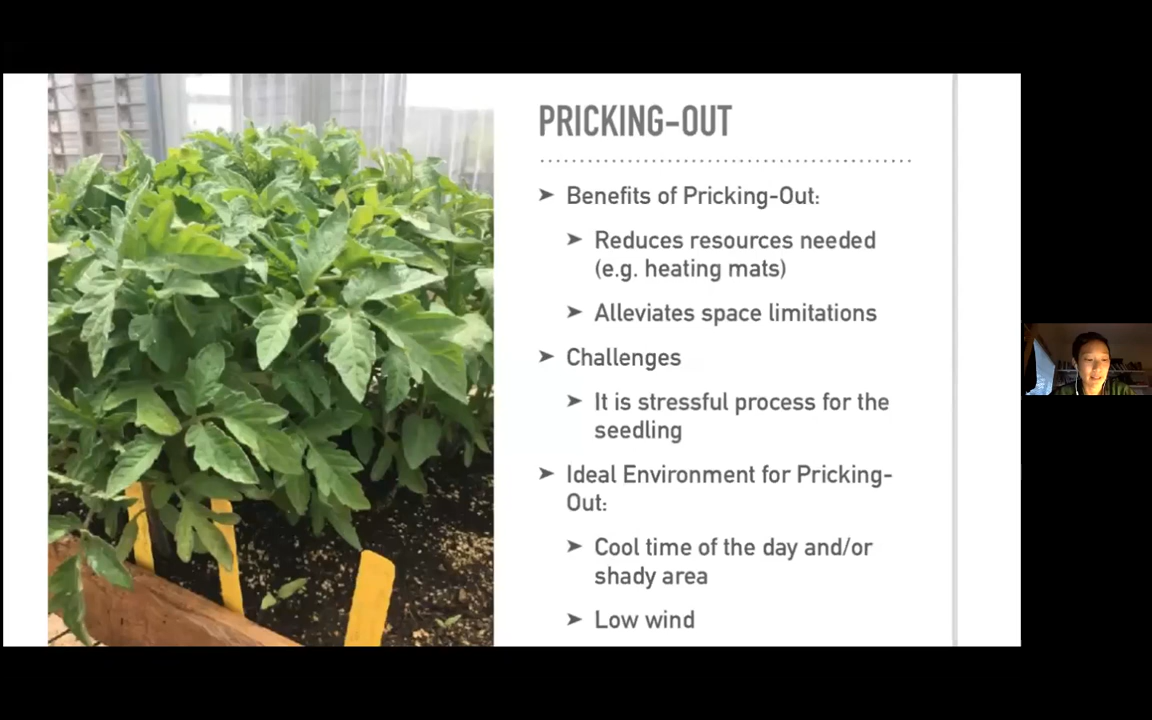 PRICKING-OUT
➤ Benefits of Pricking-Out:
➤ Reduces resources needed
(e.g. heating mats)
➤ Alleviates space limitations
➤ Challenges
➤ It is stressful process for the
seedling
➤ Ideal Environment for Pricking-
Out:
➤ Cool time of the day and/or
shady area
➤ Low wind